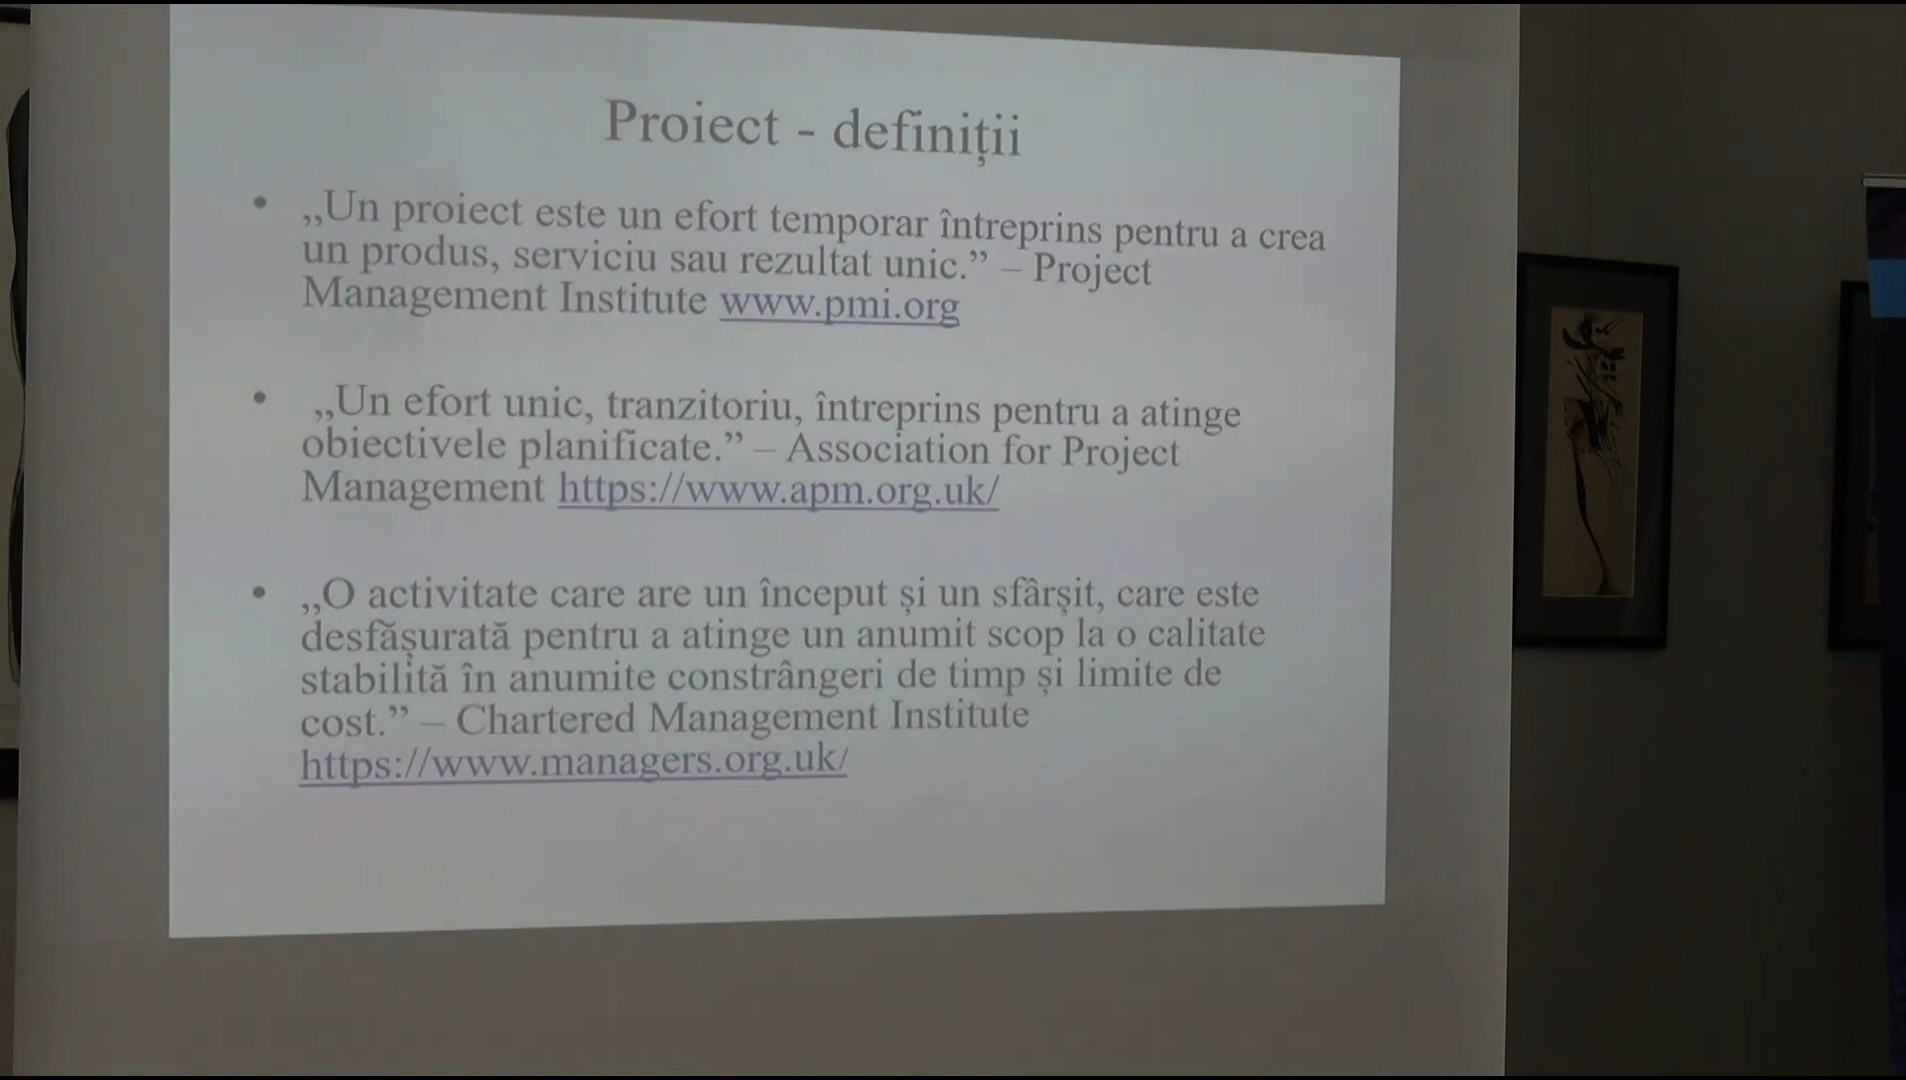 Proiect - definiții
• „Un proiect este un efort temporar întreprins pentru a crea
un produs, serviciu sau rezultat unic.” – Project
Management Institute www.pmi.org
• „Un efort unic, tranzitoriu, întreprins pentru a atinge
obiectivele planificate.” – Association for Project
Management https://www.apm.org.uk/
• „O activitate care are un început și un sfârșit, care este
desfășurată pentru a atinge un anumit scop la o calitate
stabilită în anumite constrângeri de timp și limite de
cost.” – Chartered Management Institute
https://www.managers.org.uk/